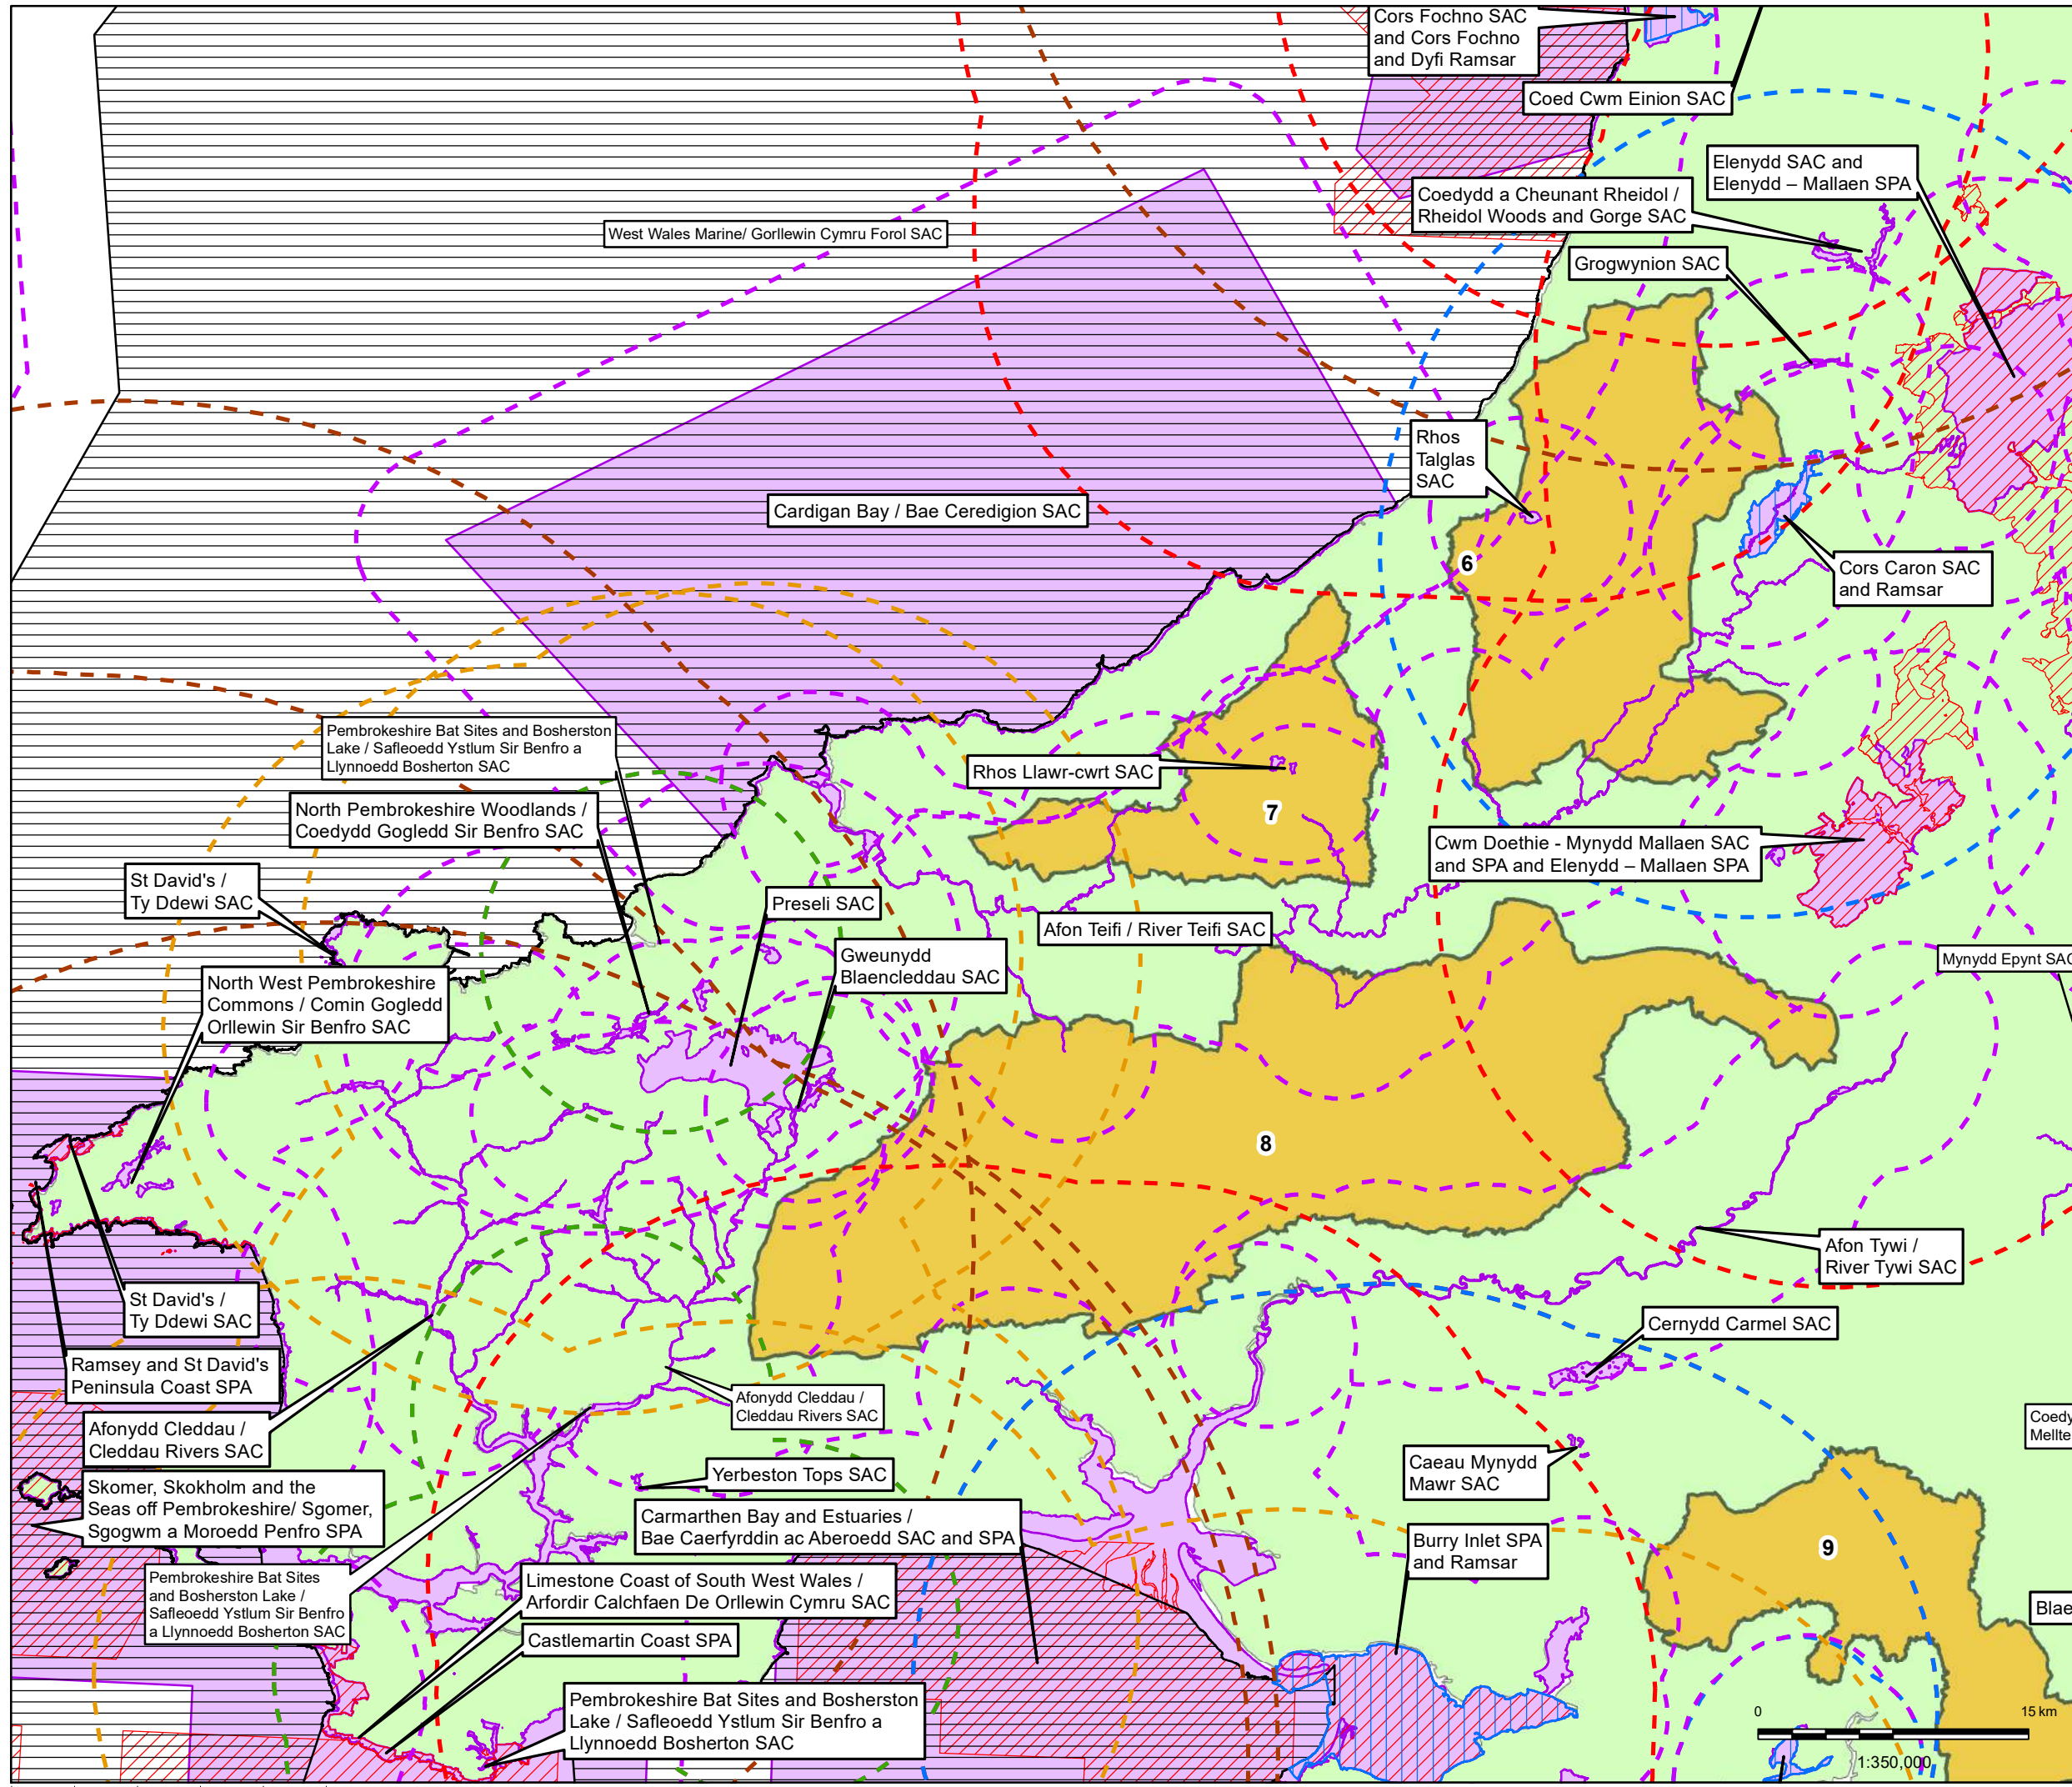 Cors Fochno SAC
and Cors Fochno
and Dyfi Ramsar
Coed Cwm Einion SAC
Elenydd SAC and
Elenydd – Mallaen SPA
Coedydd a Cheunant Rheidol /
Rheidol Woods and Gorge SAC
West Wales Marine/ Gorllewin Cymru Forol SAC
Grogwynion SAC
Rhos
Talglas
SAC
Cardigan Bay / Bae Ceredigion SAC
6
Cors Caron SAC
and Ramsar
Pembrokeshire Bat Sites and Bosherston
Lake / Safleoedd Ystlum Sir Benfro a
Llynnoedd Bosherton SAC
Rhos Llawr-cwrt SAC
7
North Pembrokeshire Woodlands /
Coedydd Gogledd Sir Benfro SAC
Cwm Doethie - Mynydd Mallaen SAC
and SPA and Elenydd – Mallaen SPA
St David's /
Ty Ddewi SAC
Preseli SAC
Afon Teifi / River Teifi SAC
Gweunydd
Blaencleddau SAC
Mynydd Epynt SAC
North West Pembrokeshire
Commons / Comin Gogledd
Orllewin Sir Benfro SAC
8
Afon Tywi /
River Tywi SAC
St David's /
Ty Ddewi SAC
Cernydd Carmel SAC
Ramsey and St David's
Peninsula Coast SPA
Afonydd Cleddau /
Cleddau Rivers SAC
Afonydd Cleddau /
Cleddau Rivers SAC
Coedy
Mellte
Caeau Mynydd
Mawr SAC
Yerbeston Tops SAC
Skomer, Skokholm and the
Seas off Pembrokeshire/ Sgomer,
Sgogwm a Moroedd Penfro SPA
Carmarthen Bay and Estuaries /
Bae Caerfyrddin ac Aberoedd SAC and SPA
Burry Inlet SPA
and Ramsar
9
Pembrokeshire Bat Sites
and Bosherston Lake /
Safleoedd Ystlum Sir Benfro
a Llynnoedd Bosherton SAC
Limestone Coast of South West Wales /
Arfordir Calchfaen De Orllewin Cymru SAC
Blae
Castlemartin Coast SPA
Pembrokeshire Bat Sites and Bosherston
Lake / Safleoedd Ystlum Sir Benfro a
Llynnoedd Bosherton SAC
0 15 km
1:350,000